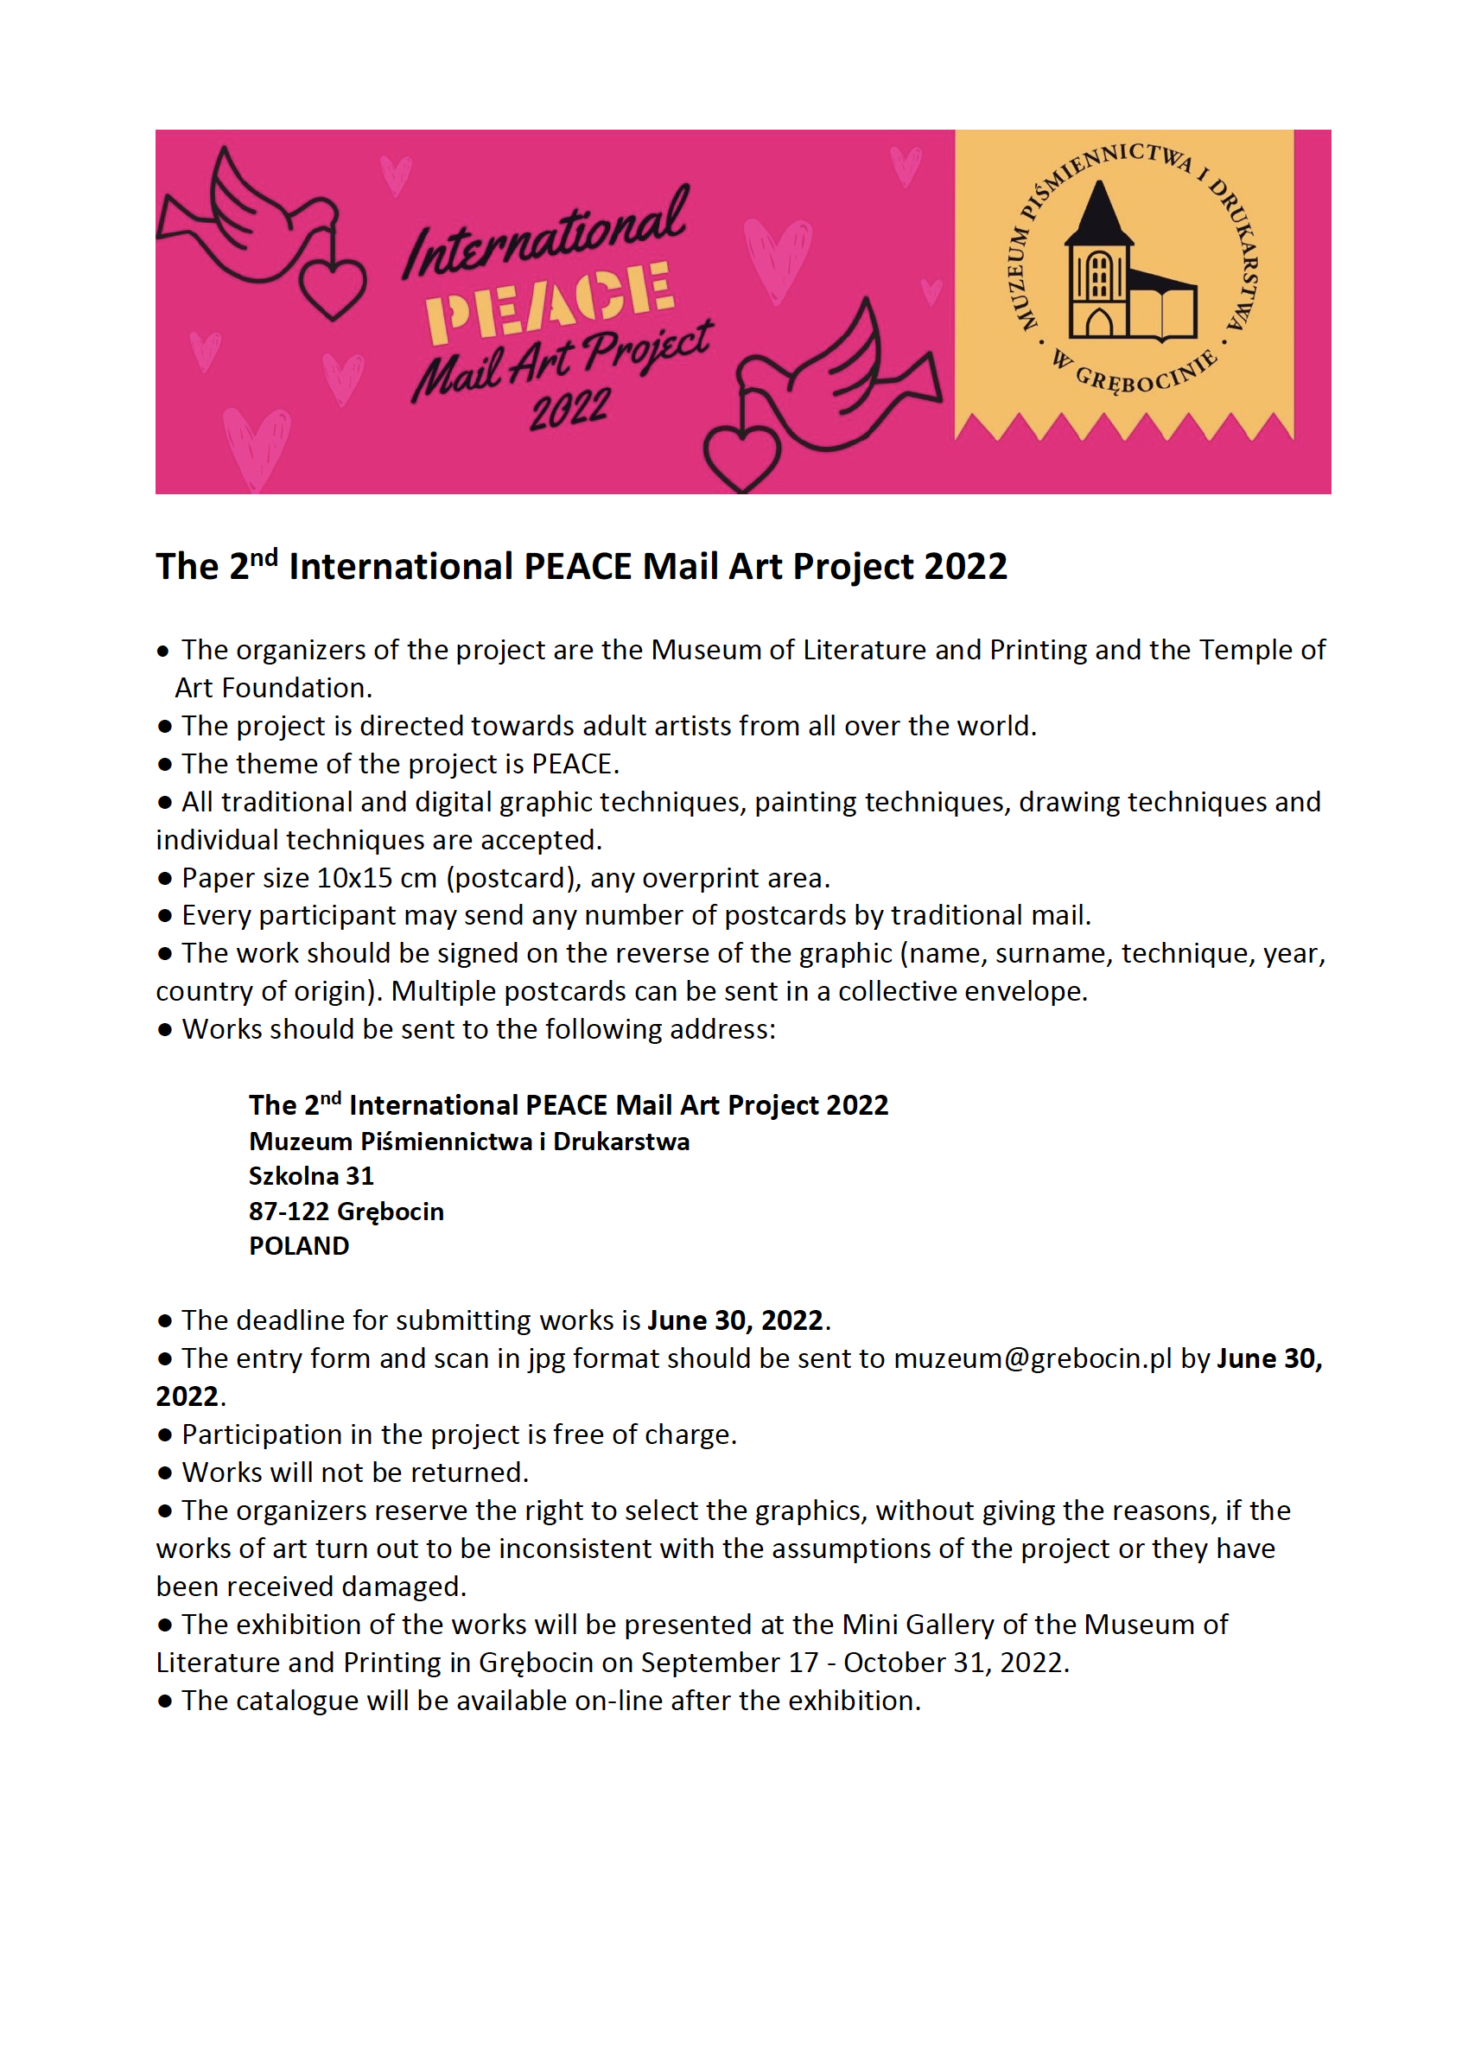 International
PEACE
Mail Art Project
2022
MUZEUM PIŚMIENNICTWA I DRUKARSTWA
• W GRĘBOCINIE •
The 2nd International PEACE Mail Art Project 2022
● The organizers of the project are the Museum of Literature and Printing and the Temple of
Art Foundation.
● The project is directed towards adult artists from all over the world.
● The theme of the project is PEACE.
● All traditional and digital graphic techniques, painting techniques, drawing techniques and
individual techniques are accepted.
● Paper size 10x15 cm (postcard), any overprint area.
● Every participant may send any number of postcards by traditional mail.
● The work should be signed on the reverse of the graphic (name, surname, technique, year,
country of origin). Multiple postcards can be sent in a collective envelope.
● Works should be sent to the following address:
The 2nd International PEACE Mail Art Project 2022
Muzeum Piśmiennictwa i Drukarstwa
Szkolna 31
87-122 Grębocin
POLAND
● The deadline for submitting works is June 30, 2022.
● The entry form and scan in jpg format should be sent to muzeum@grebocin.pl by June 30,
2022.
● Participation in the project is free of charge.
● Works will not be returned.
● The organizers reserve the right to select the graphics, without giving the reasons, if the
works of art turn out to be inconsistent with the assumptions of the project or they have
been received damaged.
● The exhibition of the works will be presented at the Mini Gallery of the Museum of
Literature and Printing in Grębocin on September 17 - October 31, 2022.
● The catalogue will be available on-line after the exhibition.